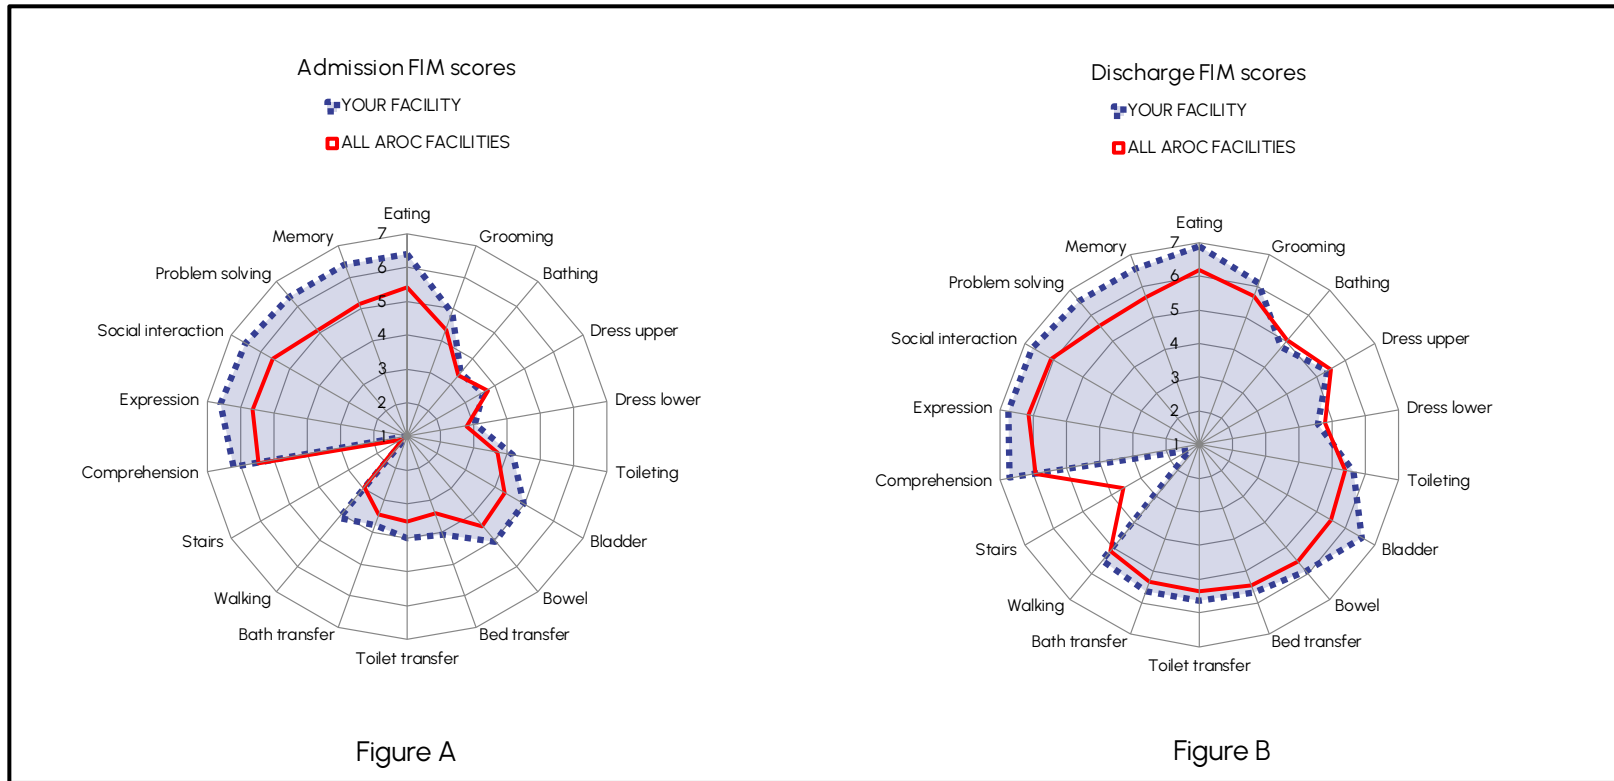 Admission FIM scores
YOUR FACILITY
ALL AROC FACILITIES
Eating
Grooming
Bathing
Dress upper
Dress lower
Toileting
Bladder
Bowel
Bed transfer
Toilet transfer
Bath transfer
Walking
Stairs
Comprehension
Expression
Social interaction
Problem solving
Memory
7
6
5
4
3
2
1
Figure A
Discharge FIM scores
YOUR FACILITY
ALL AROC FACILITIES
Eating
Grooming
Bathing
Dress upper
Dress lower
Toileting
Bladder
Bowel
Bed transfer
Toilet transfer
Bath transfer
Walking
Stairs
Comprehension
Expression
Social interaction
Problem solving
Memory
7
6
5
4
3
2
1
Figure B